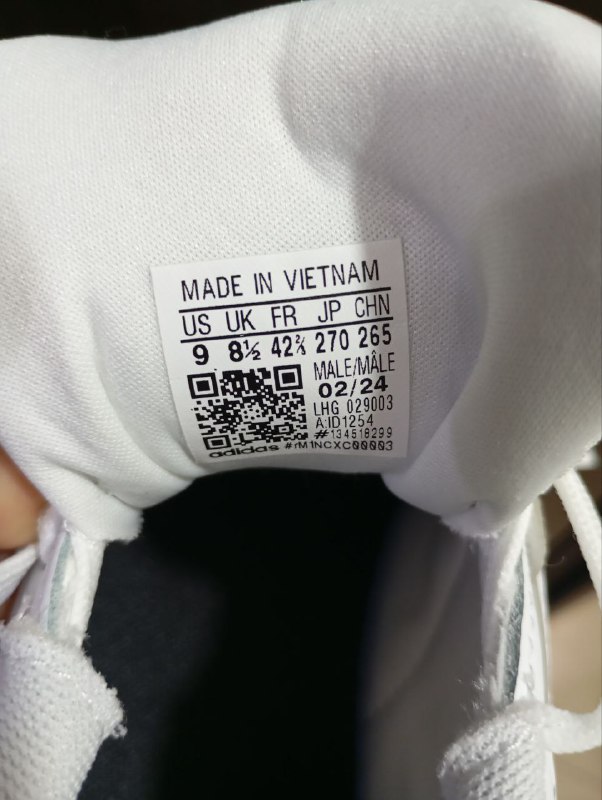 MADE IN VIETNAM
US UK FR JP CHN
9 8½ 42⅔ 270 265
MALE/MÂLE
02/24
LHG 029003
A:ID1254
#134518299
adidas #rM1NCXC00003